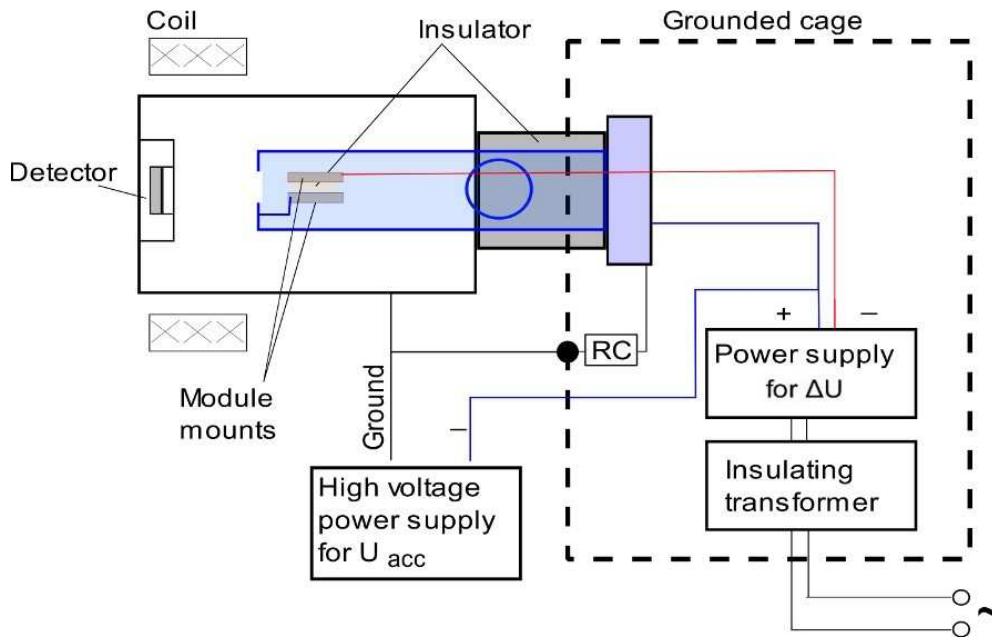 Coil
Insulator
Grounded cage
Detector
Module
mounts
Ground
RC
+
–
–
Power supply
for ΔU
Insulating
transformer
High voltage
power supply
for U acc
~